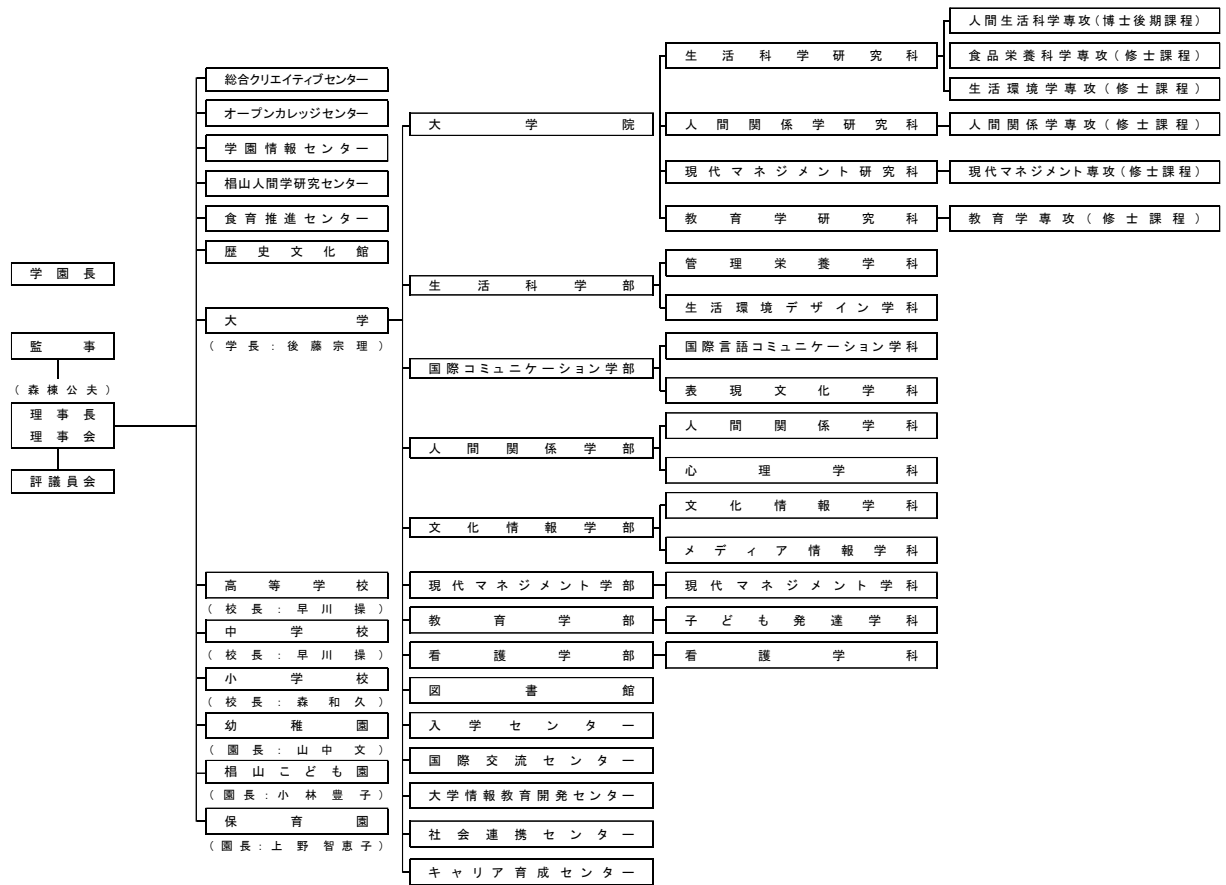 学園長
監事
(森棟公夫)
理事長
理事会
評議員会
総合クリエイティブセンター
オープンカレッジセンター
学園情報センター
椙山人間学研究センター
食育推進センター
歴史文化館
大学
(学長:後藤宗理)
高等学校
(校長:早川操)
中学校
(校長:早川操)
小学校
(校長:森和久)
幼稚園
(園長:山中文)
椙山こども園
(園長:小林豊子)
保育園
(園長:上野智恵子)
大学院
生活科学部
国際コミュニケーション学部
人間関係学部
文化情報学部
現代マネジメント学部
教育学部
看護学部
図書館
入学センター
国際交流センター
大学情報教育開発センター
社会連携センター
キャリア育成センター
生活科学研究科
人間関係学研究科
現代マネジメント研究科
教育学研究科
管理栄養学科
生活環境デザイン学科
国際言語コミュニケーション学科
表現文化学科
人間関係学科
心理学科
文化情報学科
メディア情報学科
現代マネジメント学科
子ども発達学科
看護学科
人間生活科学専攻(博士後期課程)
食品栄養科学専攻(修士課程)
生活環境学専攻(修士課程)
人間関係学専攻(修士課程)
現代マネジメント専攻(修士課程)
教育学専攻(修士課程)